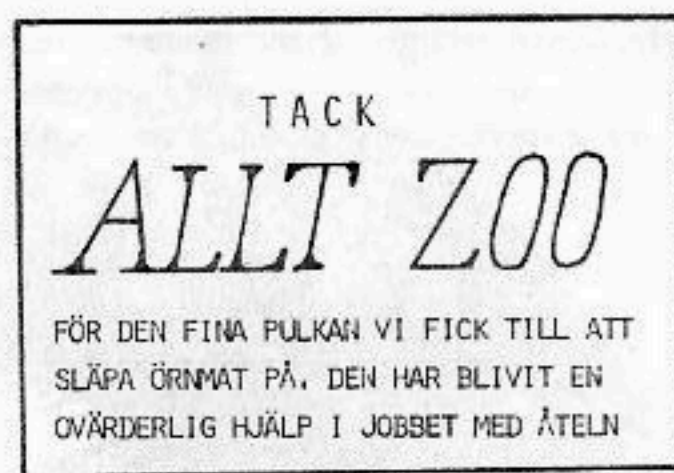 TACK
ALLT ZOO
FÖR DEN FINA PULKAN VI FICK TILL ATT
SLÄPA ÖRNMAT PÅ. DEN HAR BLIVIT EN
OVÄRDERLIG HJÄLP I JOBBET MED ÅTELN